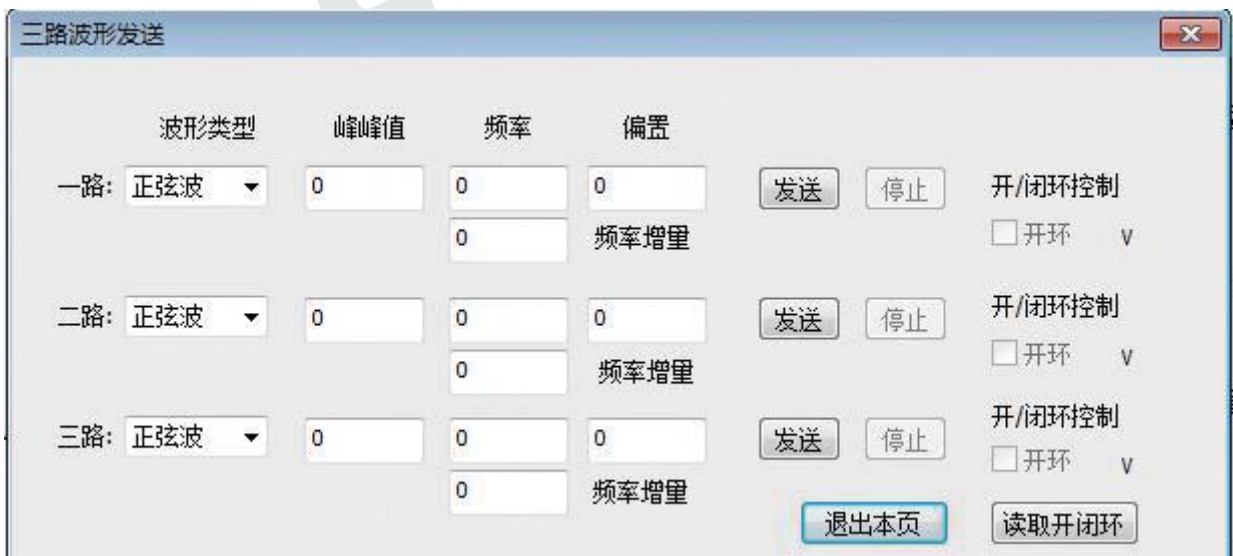 三路波形发送
波形类型 峰峰值 频率 偏置
一路: 正弦波 0 0 0 发送 停止 开/闭环控制
0 频率增量 开环 V
二路: 正弦波 0 0 0 发送 停止 开/闭环控制
0 频率增量 开环 V
三路: 正弦波 0 0 0 发送 停止 开/闭环控制
0 频率增量 开环 V
退出本页 读取开闭环